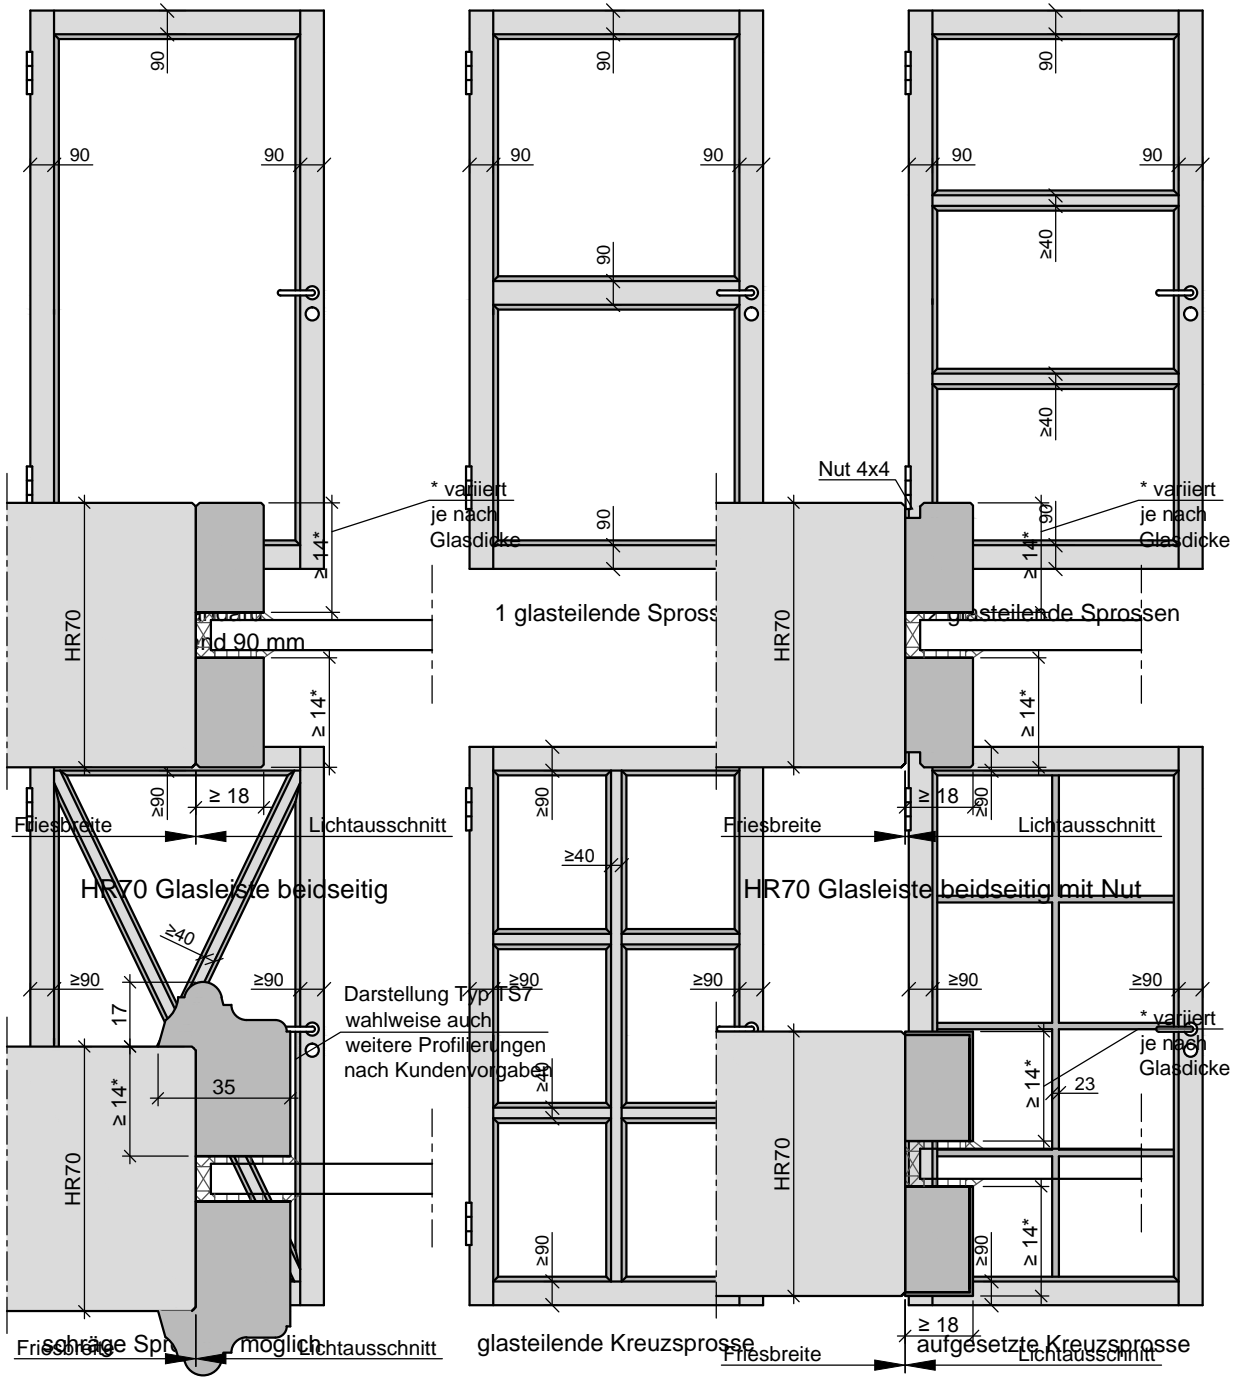 90
90
90
90
90
90
90
90
90
90
≥40
≥40
90
90
* variiert
je nach
Glasdicke
≥ 14*
HR70
nd 90 mm
≥ 14*
1 glasteilende Spross
Nut 4x4
* variiert
je nach
Glasdicke
≥ 14*
HR70
2 glasteilende Sprossen
≥ 14*
≥90
≥ 18
Friesbreite
Lichtausschnitt
HR70 Glasleiste beidseitig
≥90
≥40
≥90
≥ 18
Friesbreite
Lichtausschnitt
HR70 Glasleiste beidseitig mit Nut
≥40
≥90
≥90
17
≥ 14*
35
HR70
Darstellung Typ TS7
wahlweise auch
weitere Profilierungen
nach Kundenvorgaben
≥90
≥90
≥40
≥90
≥90
≥90
* variiert
je nach
Glasdicke
≥ 14*
23
HR70
≥ 14*
≥90
≥ 18
schräge Spr
möglich
Friesbreite
Lichtausschnitt
glasteilende Kreuzsprosse
aufgesetzte Kreuzsprosse
Friesbreite
Lichtausschnitt